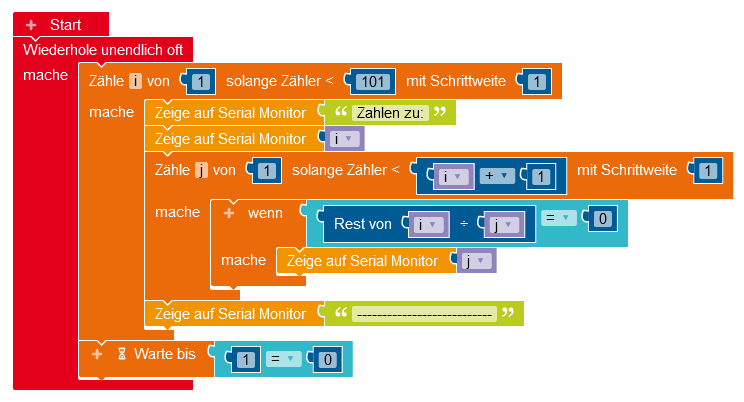 + Start
Wiederhole unendlich oft
mache
Zähle i von 1 solange Zähler < 101 mit Schrittweite 1
mache
Zeige auf Serial Monitor “ Zahlen zu: ”
Zeige auf Serial Monitor i
Zähle j von 1 solange Zähler < i + 1 mit Schrittweite 1
mache
+ wenn Rest von i ÷ j = 0
mache
Zeige auf Serial Monitor j
Zeige auf Serial Monitor “ --------------------------- ”
+ Warte bis 1 = 0